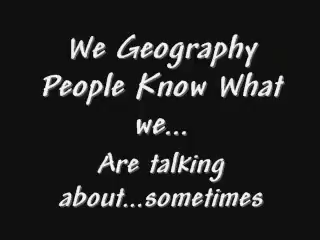 We Geography
People Know What
we...
Are talking
about...sometimes